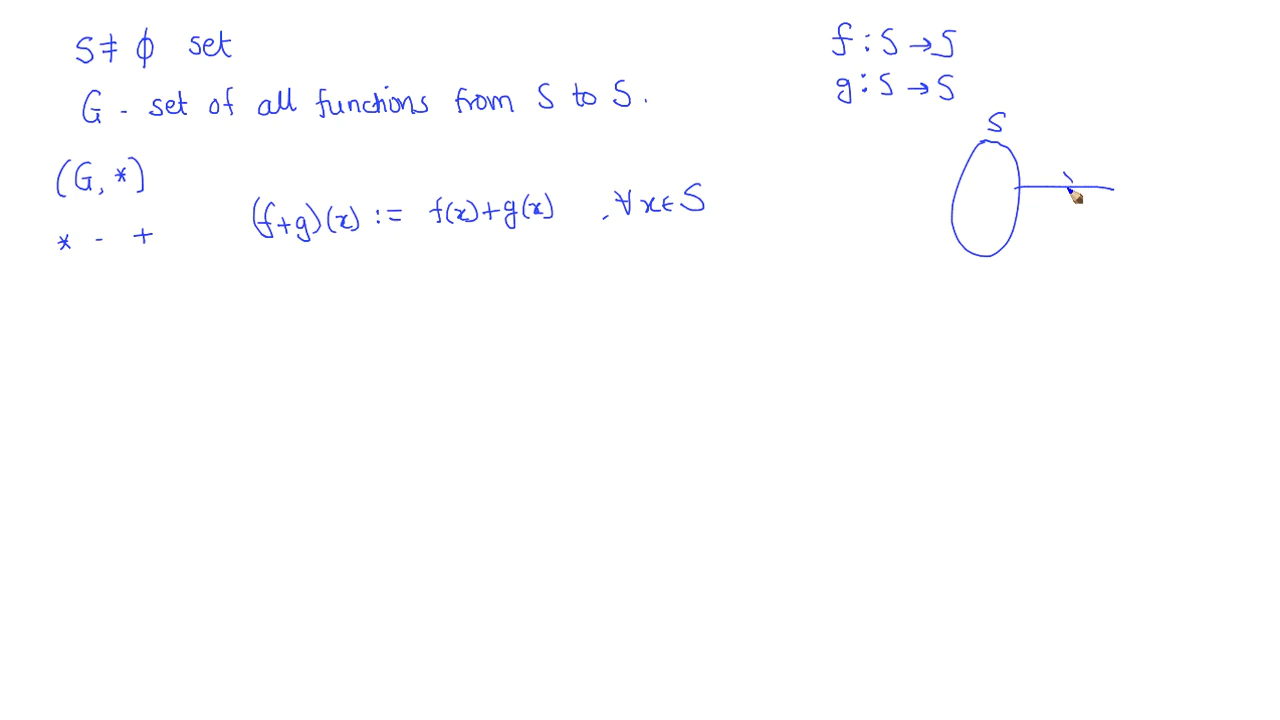 S ≠ ϕ set
G - set of all functions from S to S.
(G, *)
* - +
(f+g)(x) := f(x)+g(x) , ∀ x ∈ S
f : S → S
g : S → S
S